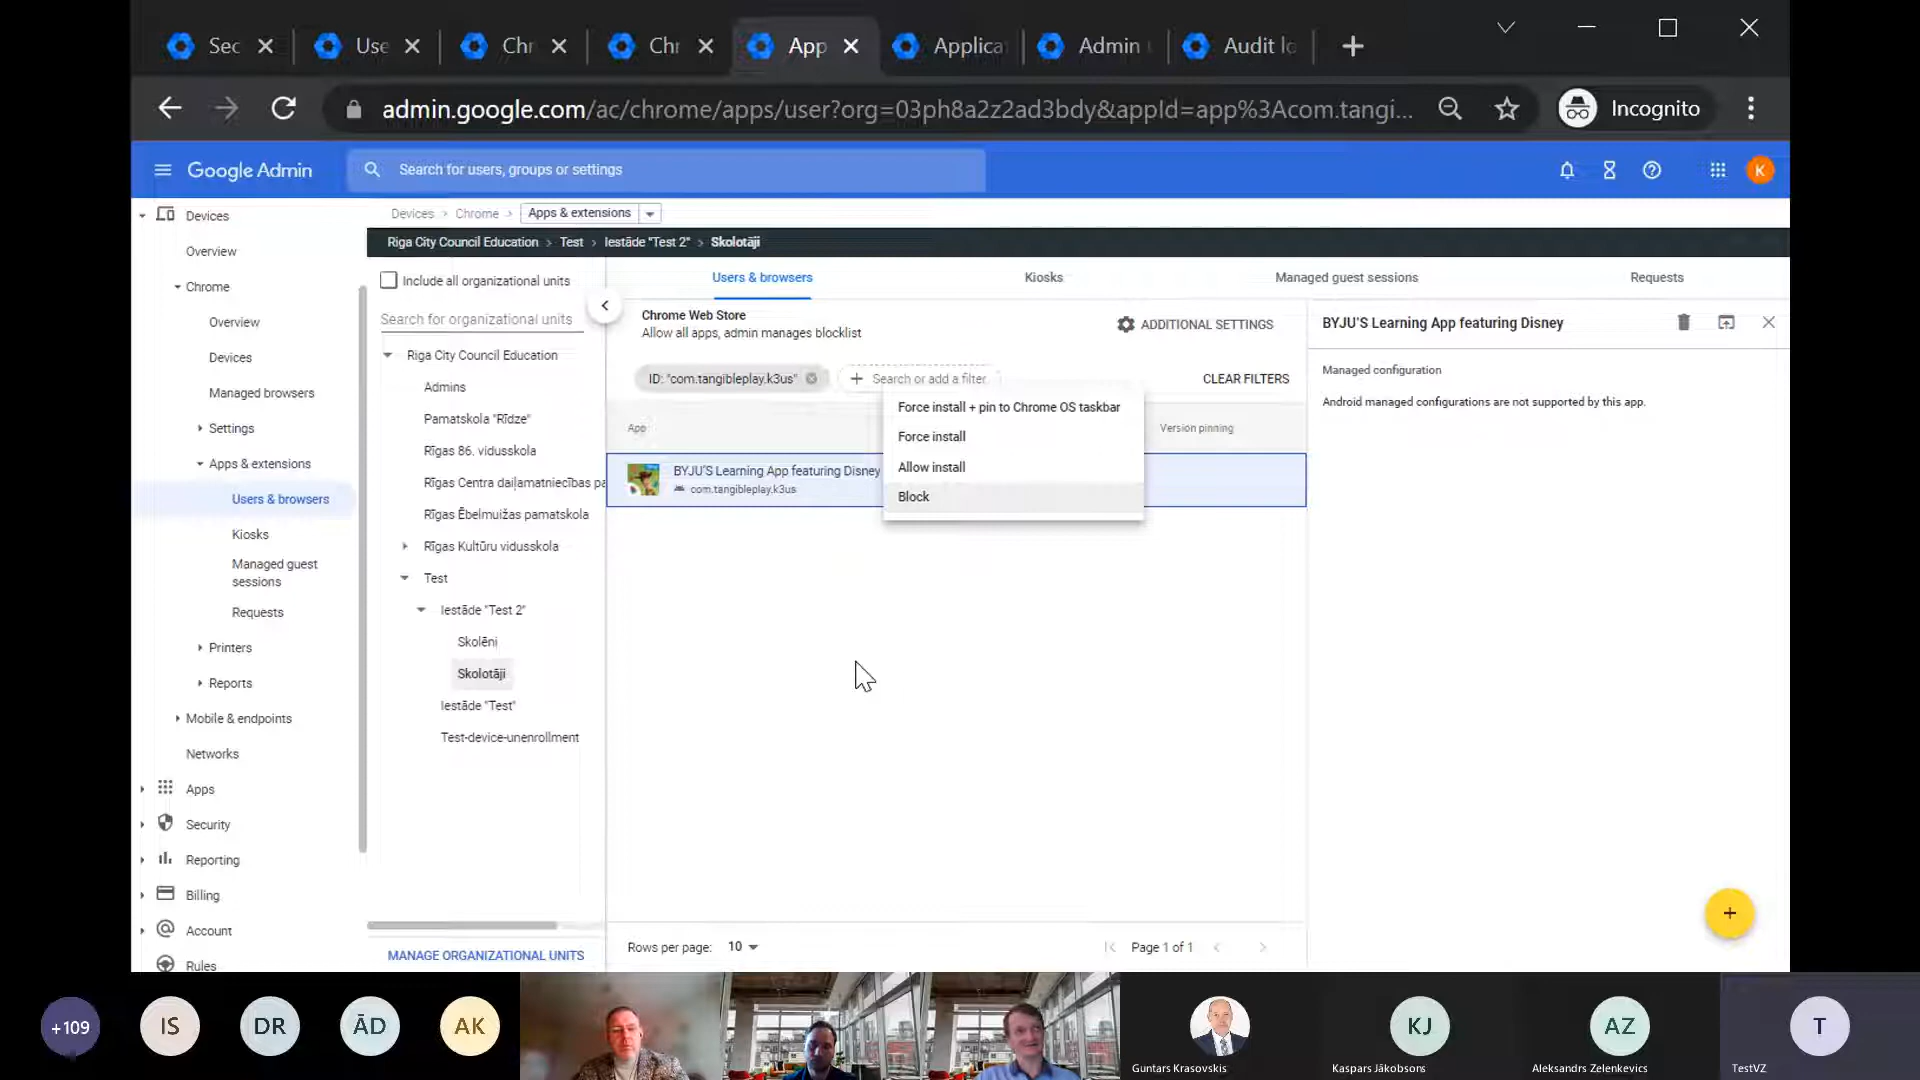 Sec
Use
Chr
Chr
App
Applica
Admin
Audit lo
admin.google.com/ac/chrome/apps/user?org=03ph8a2z2ad3bdy&appId=app%3Acom.tangi...
Incognito
Google Admin
Search for users, groups or settings
K
Devices
Overview
Chrome
Overview
Devices
Managed browsers
Settings
Apps & extensions
Users & browsers
Kiosks
Managed guest
sessions
Requests
Printers
Reports
Mobile & endpoints
Networks
Apps
Security
Reporting
Billing
Account
Rules
Devices > Chrome > Apps & extensions
Riga City Council Education > Test > Iestāde "Test 2" > Skolotāji
Include all organizational units
Search for organizational units
Riga City Council Education
Admins
Pamatskola "Rīdze"
Rīgas 86. vidusskola
Rīgas Centra daiļamatniecības pa
Rīgas Ēbelmuižas pamatskola
Rīgas Kultūru vidusskola
Test
Iestāde "Test 2"
Skolēni
Skolotāji
Iestāde "Test"
Test-device-unenrollment
MANAGE ORGANIZATIONAL UNITS
Users & browsers
Kiosks
Managed guest sessions
Requests
Chrome Web Store
Allow all apps, admin manages blocklist
ADDITIONAL SETTINGS
ID: "com.tangibleplay.k3us"
Search or add a filter
CLEAR FILTERS
App
Version pinning
BYJU'S Learning App featuring Disney
com.tangibleplay.k3us
Force install + pin to Chrome OS taskbar
Force install
Allow install
Block
Rows per page: 10
Page 1 of 1
BYJU'S Learning App featuring Disney
Managed configuration
Android managed configurations are not supported by this app.
+109
IS
DR
ĀD
AK
Guntars Krasovskis
KJ
Kaspars Jākobsons
AZ
Aleksandrs Zelenkevics
T
TestVZ